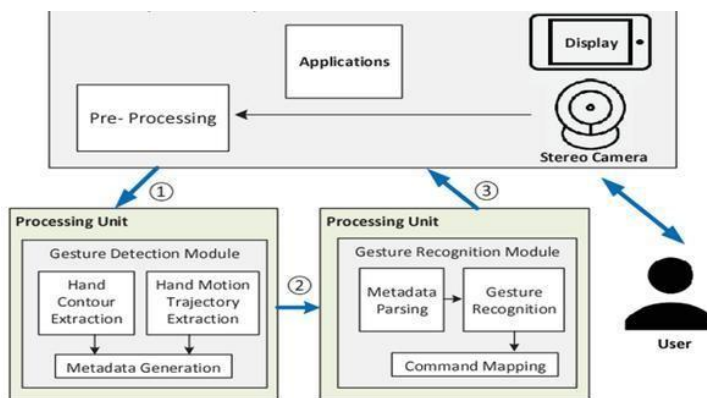 Display
Applications
Pre- Processing
Stereo Camera
①
③
Processing Unit
Gesture Detection Module
Hand
Contour
Extraction
Hand Motion
Trajectory
Extraction
Metadata Generation
②
Processing Unit
Gesture Recognition Module
Metadata
Parsing
Gesture
Recognition
Command Mapping
User